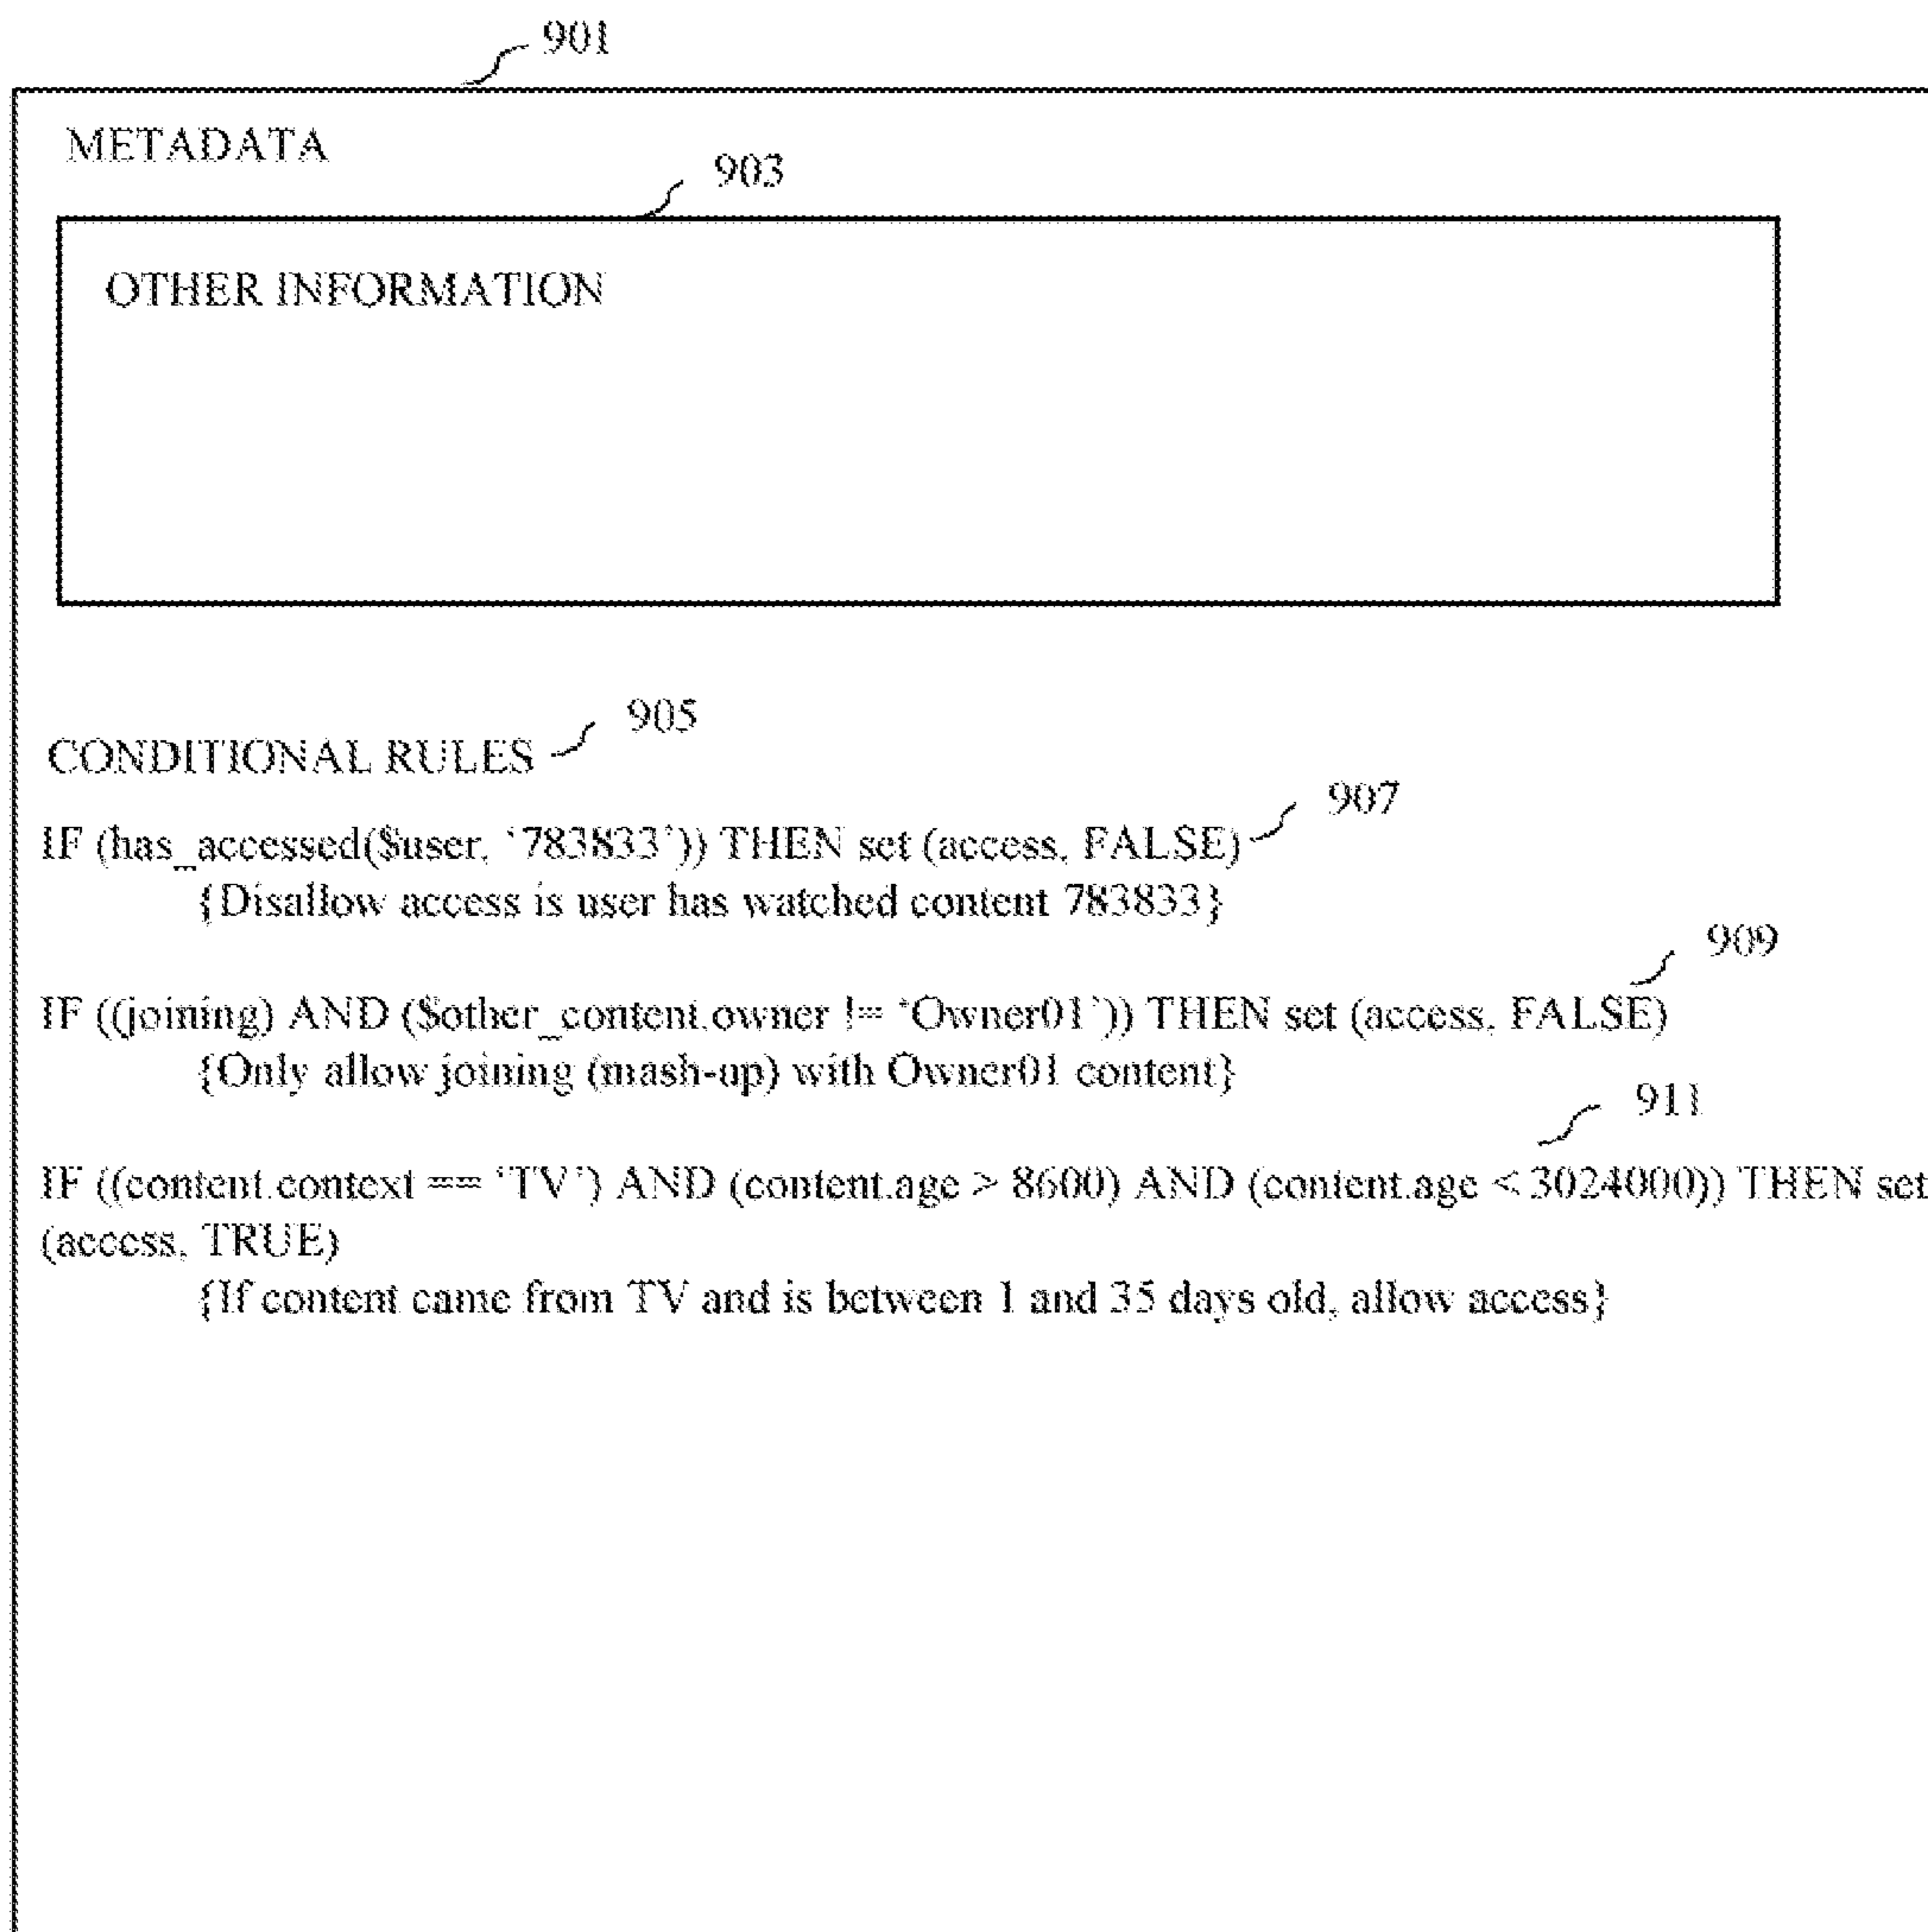 901
METADATA
903
OTHER INFORMATION
905
CONDITIONAL RULES
907
IF (has_accessed($user, ‘783833’)) THEN set (access, FALSE)
{Disallow access is user has watched content 783833}
909
IF ((joining) AND ($other_content.owner != ‘Owner01’)) THEN set (access, FALSE)
{Only allow joining (mash-up) with Owner01 content}
911
IF ((content.context == ‘TV’) AND (content.age > 8600) AND (content.age < 3024000)) THEN set
(access, TRUE)
{If content came from TV and is between 1 and 35 days old, allow access}